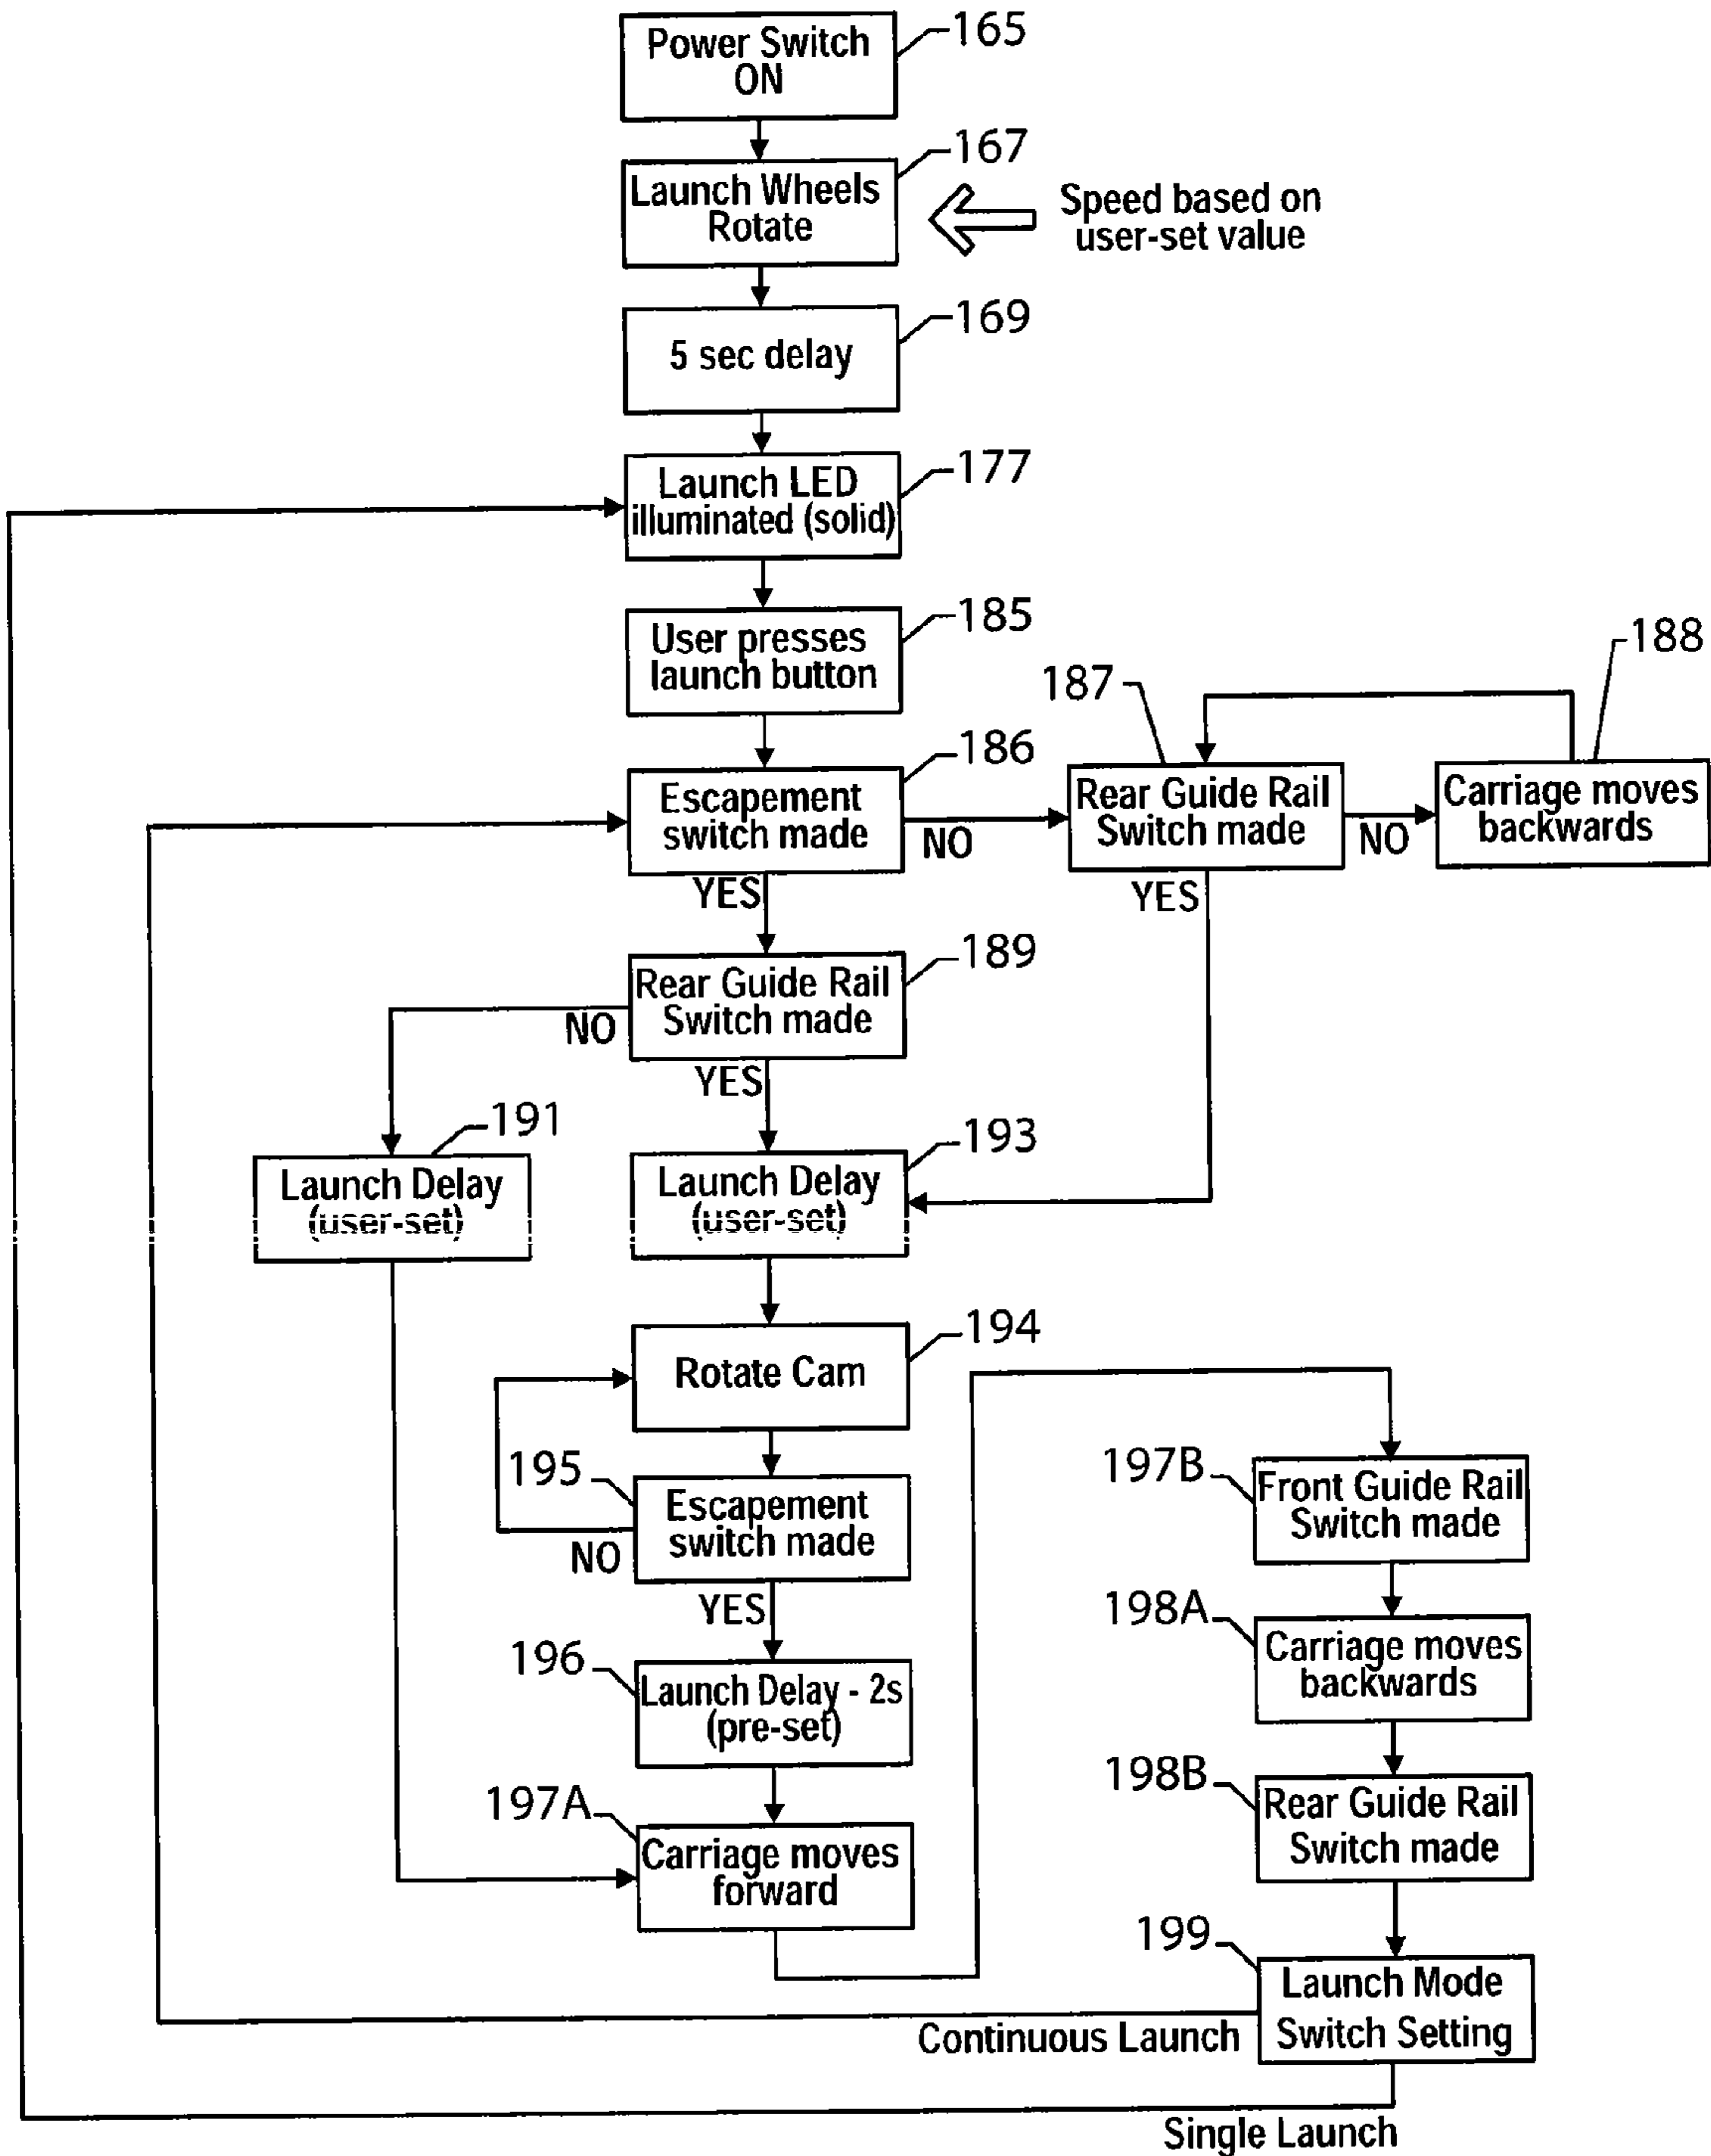 Power Switch
ON
165
Launch Wheels
Rotate
167
Speed based on
user-set value
5 sec delay
169
Launch LED
illuminated (solid)
177
User presses
launch button
185
Escapement
switch made
186
NO
YES
187
Rear Guide Rail
Switch made
NO
YES
188
Carriage moves
backwards
Rear Guide Rail
Switch made
189
NO
YES
191
Launch Delay
(user-set)
Launch Delay
(user-set)
193
Rotate Cam
194
195
Escapement
switch made
NO
YES
196
Launch Delay - 2s
(pre-set)
197A
Carriage moves
forward
197B
Front Guide Rail
Switch made
198A
Carriage moves
backwards
198B
Rear Guide Rail
Switch made
199
Launch Mode
Switch Setting
Continuous Launch
Single Launch